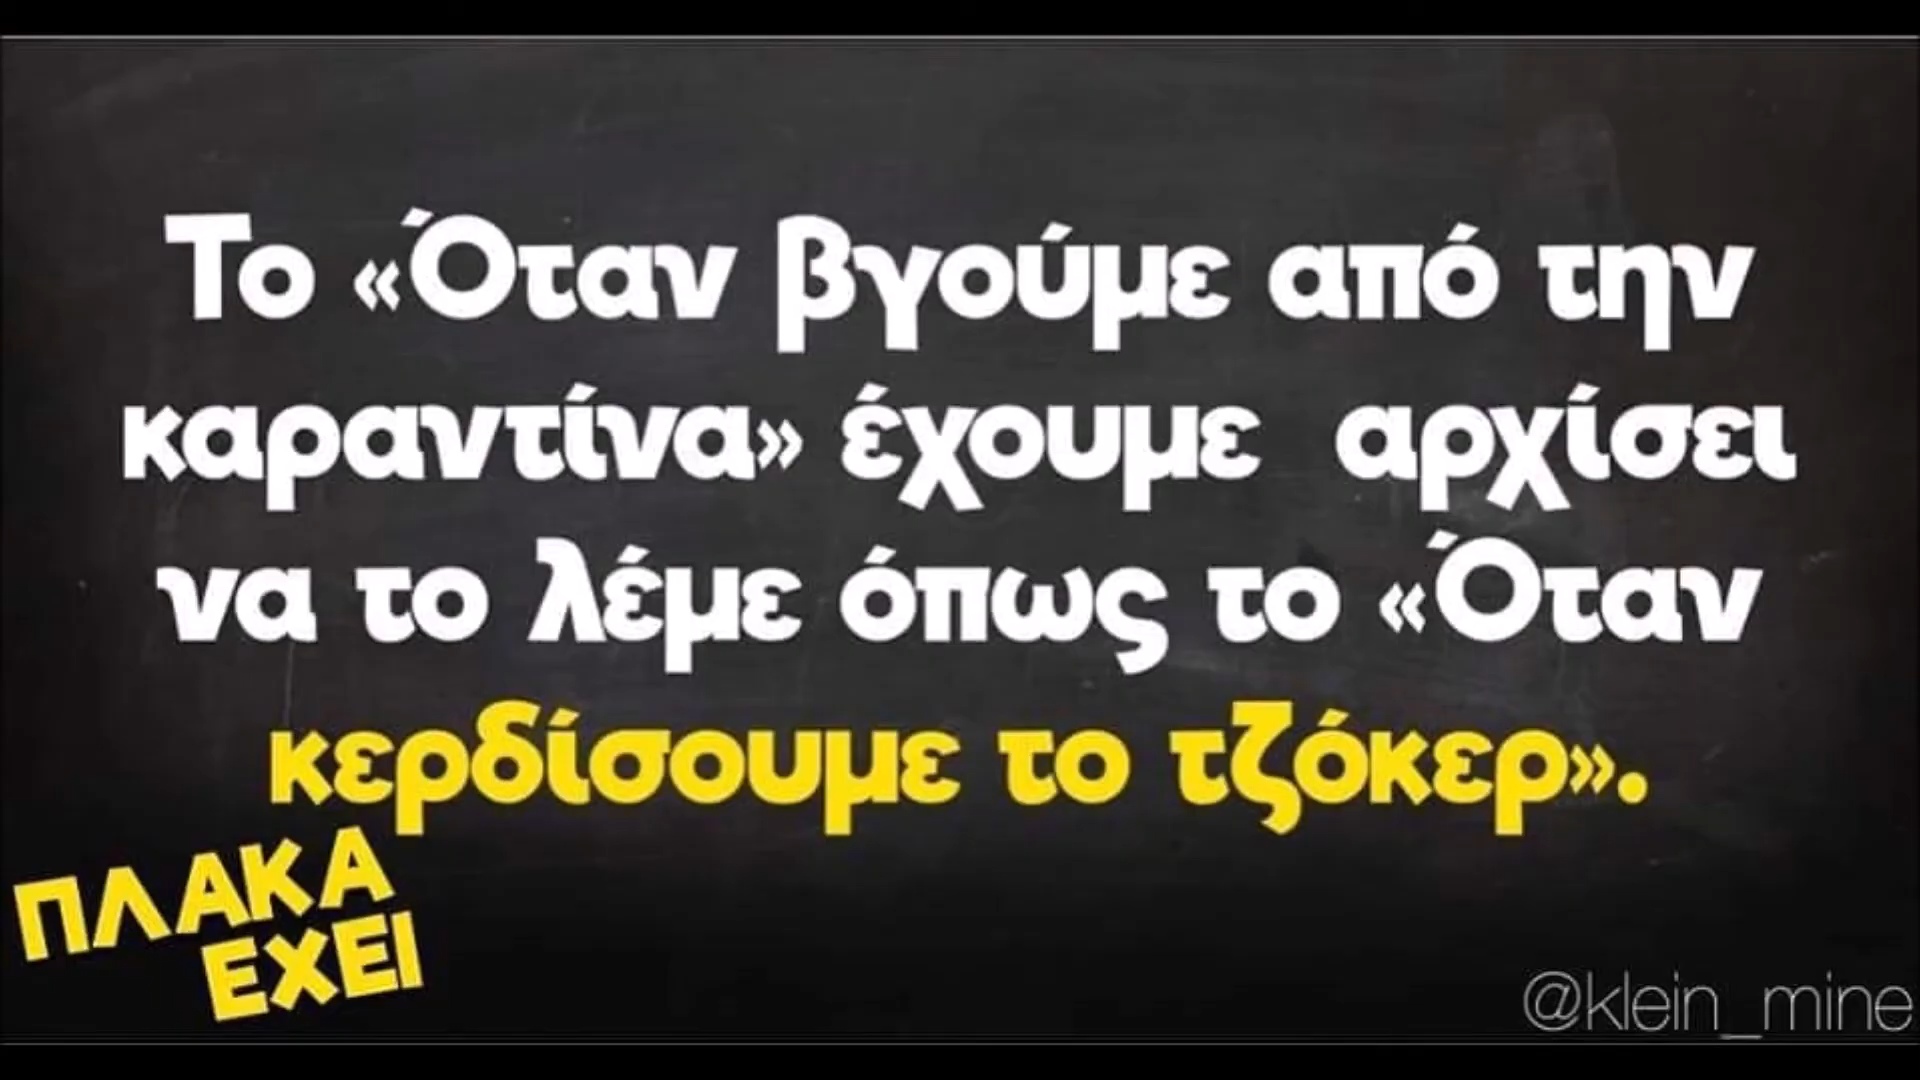 Το «Όταν βγούμε από την
καραντίνα» έχουμε αρχίσει
να το λέμε όπως το «Όταν
κερδίσουμε το τζόκερ».
ΠΛΑΚΑ
ΕΧΕΙ
@klein_mine